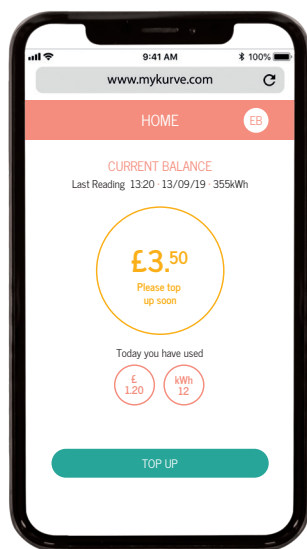 9:41 AM 100%
www.mykurve.com
HOME EB
CURRENT BALANCE
Last Reading 13:20 · 13/09/19 · 355kWh
£3.50
Please top
up soon
Today you have used
£ kWh
1.20 12
TOP UP